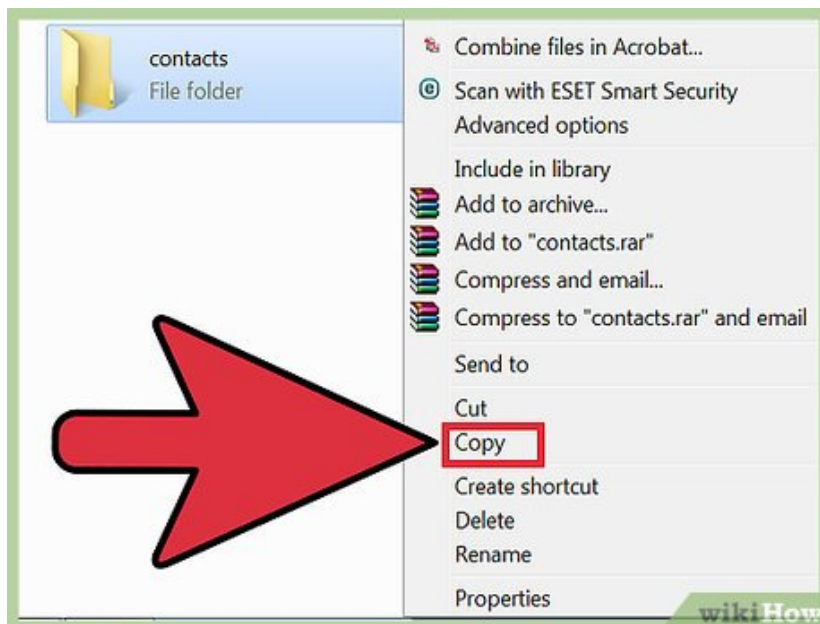 contacts
File folder
Combine files in Acrobat...
Scan with ESET Smart Security
Advanced options
Include in library
Add to archive...
Add to "contacts.rar"
Compress and email...
Compress to "contacts.rar" and email
Send to
Cut
Copy
Create shortcut
Delete
Rename
Properties
wikiHow